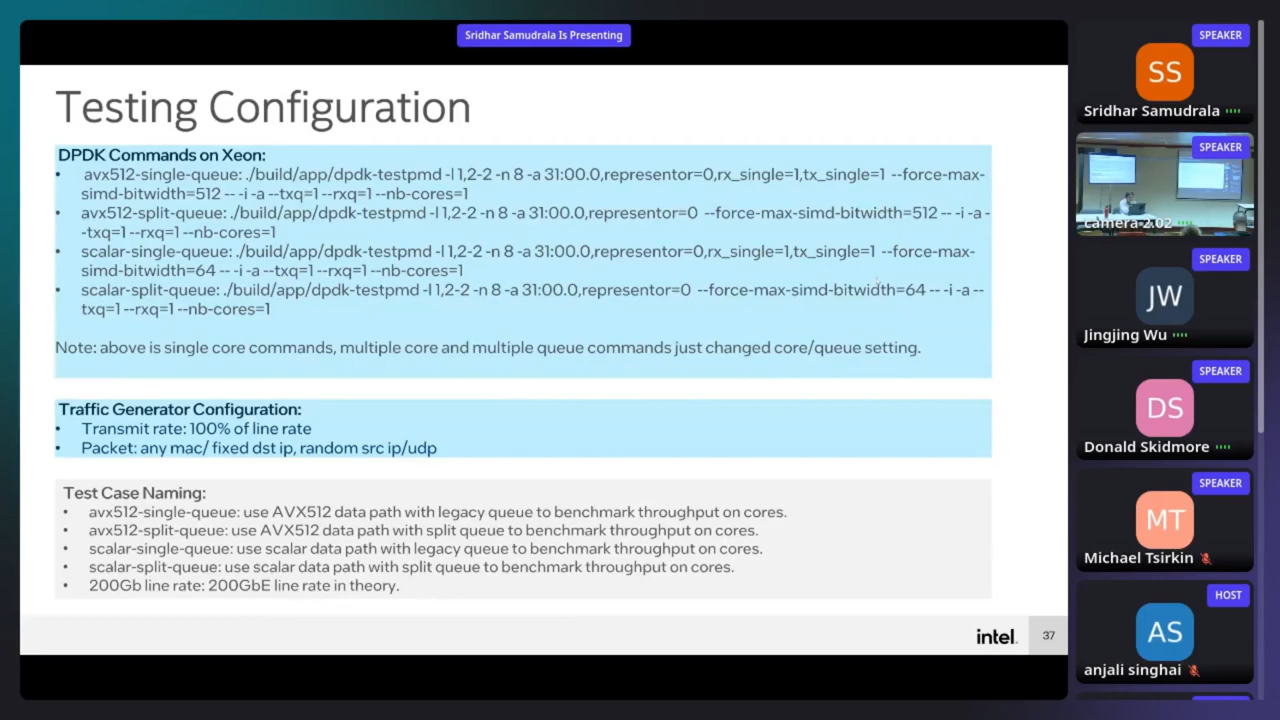 Sridhar Samudrala Is Presenting
Testing Configuration
DPDK Commands on Xeon:
• avx512-single-queue: ./build/app/dpdk-testpmd -l 1,2-2 -n 8 -a 31:00.0,representor=0,rx_single=1,tx_single=1 --force-max-
simd-bitwidth=512 -- -i -a --txq=1 --rxq=1 --nb-cores=1
• avx512-split-queue: ./build/app/dpdk-testpmd -l 1,2-2 -n 8 -a 31:00.0,representor=0 --force-max-simd-bitwidth=512 -- -i -a -
-txq=1 --rxq=1 --nb-cores=1
• scalar-single-queue: ./build/app/dpdk-testpmd -l 1,2-2 -n 8 -a 31:00.0,representor=0,rx_single=1,tx_single=1 --force-max-
simd-bitwidth=64 -- -i -a --txq=1 --rxq=1 --nb-cores=1
• scalar-split-queue: ./build/app/dpdk-testpmd -l 1,2-2 -n 8 -a 31:00.0,representor=0 --force-max-simd-bitwidth=64 -- -i -a --
txq=1 --rxq=1 --nb-cores=1
Note: above is single core commands, multiple core and multiple queue commands just changed core/queue setting.
Traffic Generator Configuration:
• Transmit rate: 100% of line rate
• Packet: any mac/ fixed dst ip, random src ip/udp
Test Case Naming:
• avx512-single-queue: use AVX512 data path with legacy queue to benchmark throughput on cores.
• avx512-split-queue: use AVX512 data path with split queue to benchmark throughput on cores.
• scalar-single-queue: use scalar data path with legacy queue to benchmark throughput on cores.
• scalar-split-queue: use scalar data path with split queue to benchmark throughput on cores.
• 200Gb line rate: 200GbE line rate in theory.
intel.
37
SPEAKER
SS
Sridhar Samudrala
SPEAKER
camera-2.02
SPEAKER
JW
Jingjing Wu
SPEAKER
DS
Donald Skidmore
SPEAKER
MT
Michael Tsirkin
HOST
AS
anjali singhai